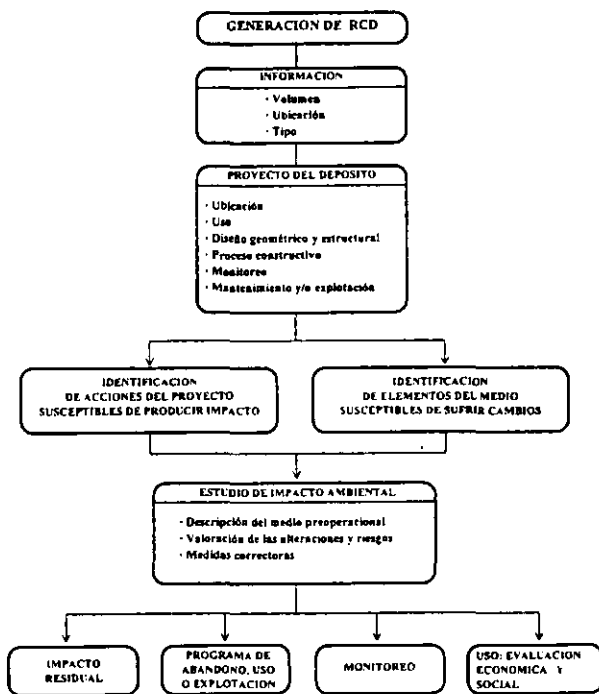 GENERACION DE RCD
INFORMACION
· Volumen
· Ubicación
· Tipo
PROYECTO DEL DEPOSITO
· Ubicación
· Uso
· Diseño geométrico y estructural
· Proceso constructivo
· Monitoreo
· Mantenimiento y/o explotación
IDENTIFICACION
DE ACCIONES DEL PROYECTO
SUSCEPTIBLES DE PRODUCIR IMPACTO
IDENTIFICACION
DE ELEMENTOS DEL MEDIO
SUSCEPTIBLES DE SUFRIR CAMBIOS
ESTUDIO DE IMPACTO AMBIENTAL
· Descripción del medio preoperacional
· Valoración de las alteraciones y riesgos
· Medidas correctoras
IMPACTO
RESIDUAL
PROGRAMA DE
ABANDONO, USO
O EXPLOTACION
MONITOREO
USO: EVALUACION
ECONOMICA Y
SOCIAL